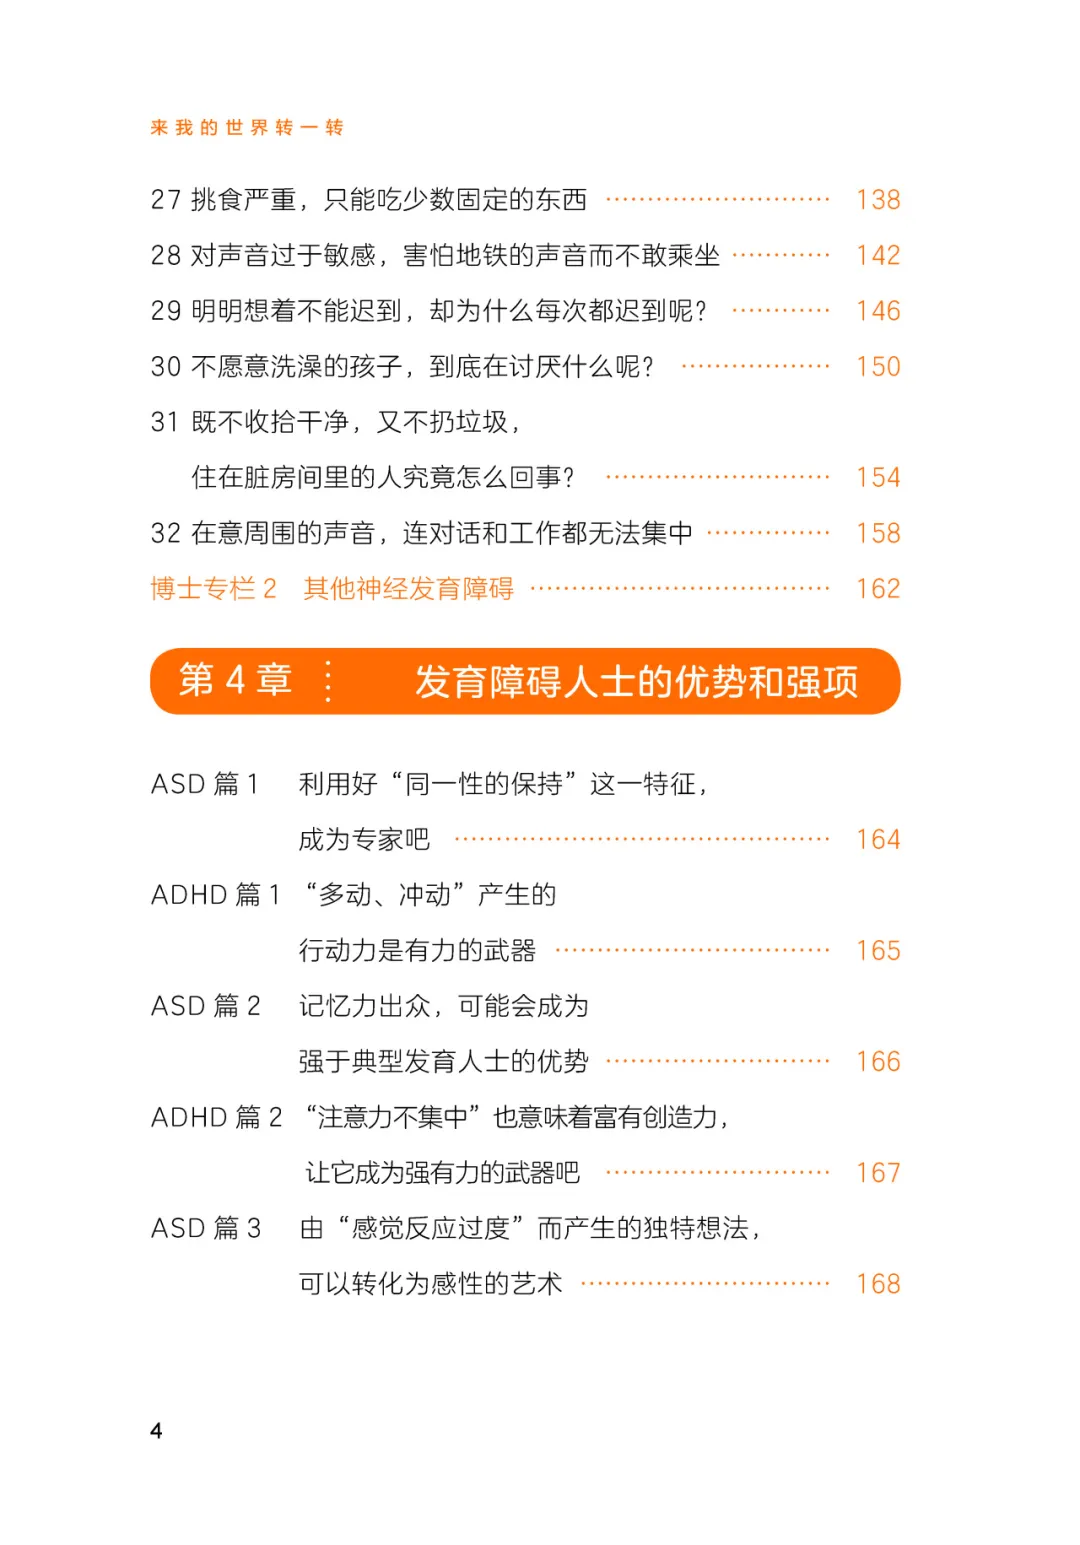 来我的世界转一转
27 挑食严重，只能吃少数固定的东西 ………………………… 138
28 对声音过于敏感，害怕地铁的声音而不敢乘坐 ………… 142
29 明明想着不能迟到，却为什么每次都迟到呢？ ………… 146
30 不愿意洗澡的孩子，到底在讨厌什么呢？ ……………… 150
31 既不收拾干净，又不扔垃圾，
住在脏房间里的人究竟怎么回事？ ……………………… 154
32 在意周围的声音，连对话和工作都无法集中 …………… 158
博士专栏 2 其他神经发育障碍 ……………………………… 162
第 4 章 发育障碍人士的优势和强项
ASD 篇 1 利用好“同一性的保持”这一特征，
成为专家吧 ……………………………………… 164
ADHD 篇 1 “多动、冲动”产生的
行动力是有力的武器 …………………………… 165
ASD 篇 2 记忆力出众，可能会成为
强于典型发育人士的优势 ……………………… 166
ADHD 篇 2 “注意力不集中”也意味着富有创造力，
让它成为强有力的武器吧 ……………………… 167
ASD 篇 3 由“感觉反应过度”而产生的独特想法，
可以转化为感性的艺术 ………………………… 168
4